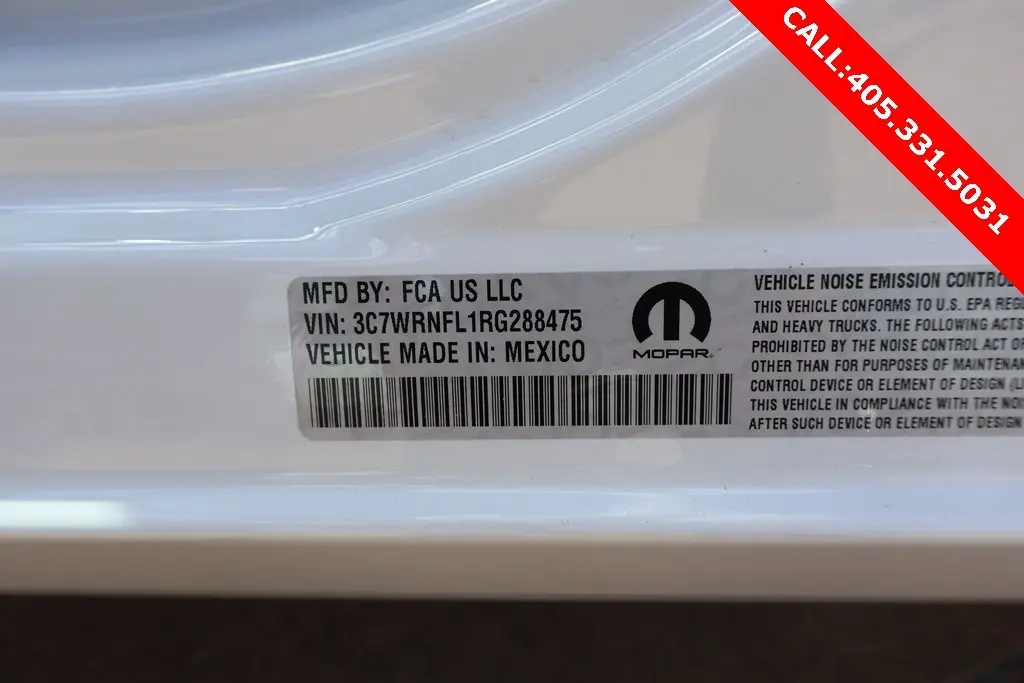 CALL:405.331.5031
MFD BY: FCA US LLC
VIN: 3C7WRNFL1RG288475
VEHICLE MADE IN: MEXICO
MOPAR
VEHICLE NOISE EMISSION
THIS VEHICLE CONFORMS TO U.S. EPA
AND HEAVY TRUCKS. THE FOLLOWING ACTS
PROHIBITED BY THE NOISE CONTROL ACT
OTHER THAN FOR PURPOSES OF
CONTROL DEVICE OR ELEMENT OF DESIGN
THIS VEHICLE IN COMPLIANCE WITH THE
AFTER SUCH DEVICE OR ELEMENT OF DESIGN